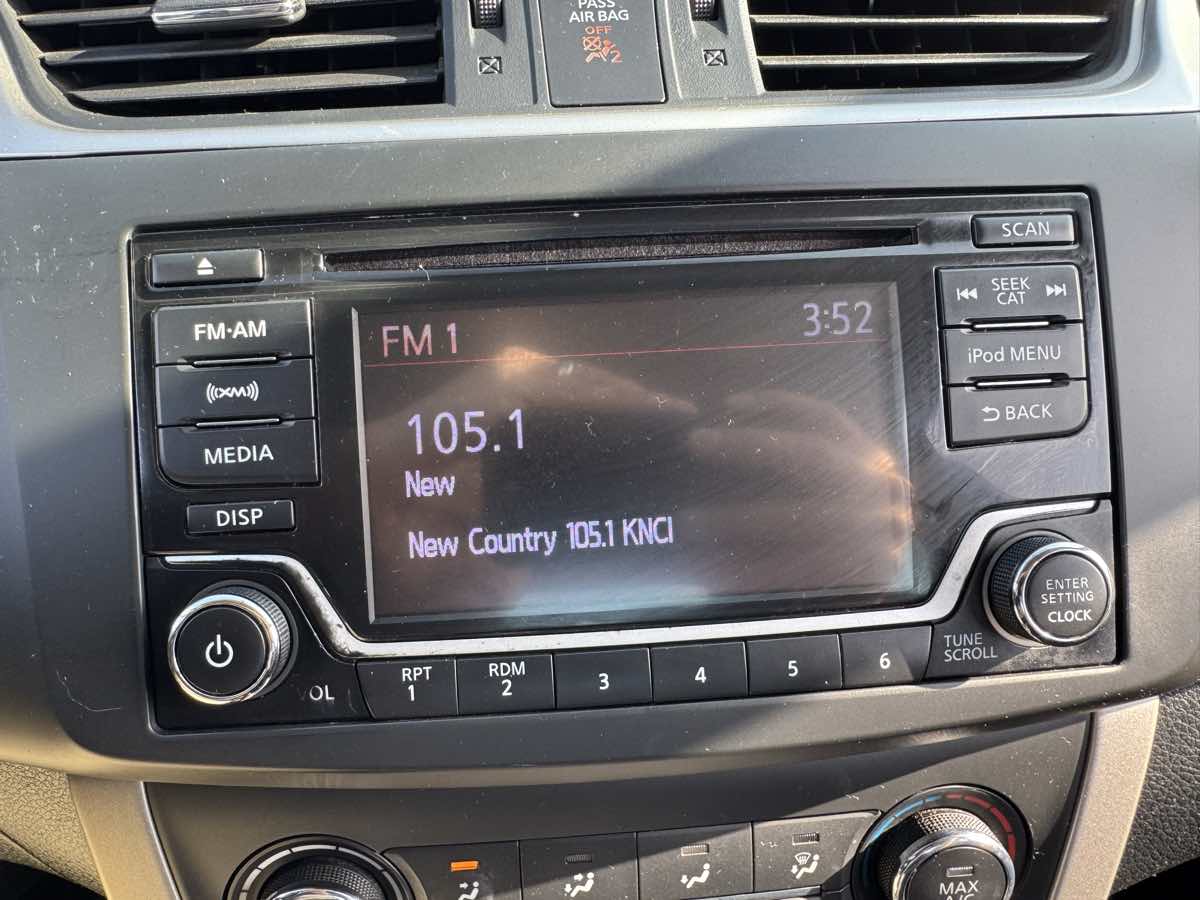 PASS
AIR BAG
OFF
2
SCAN
FM·AM
SEEK
CAT
XM
iPod MENU
MEDIA
BACK
DISP
FM 1
3:52
105.1
New
New Country 105.1 KNCI
ENTER
SETTING
CLOCK
TUNE
SCROLL
VOL
RPT
1
RDM
2
3
4
5
6
MAX
A/C